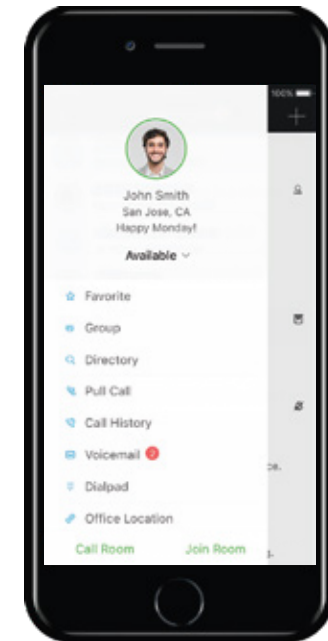 100%
John Smith
San Jose, CA
Happy Monday!
Available
Favorite
Group
Directory
Pull Call
Call History
Voicemail 2
Dialpad
Office Location
Call Room Join Room